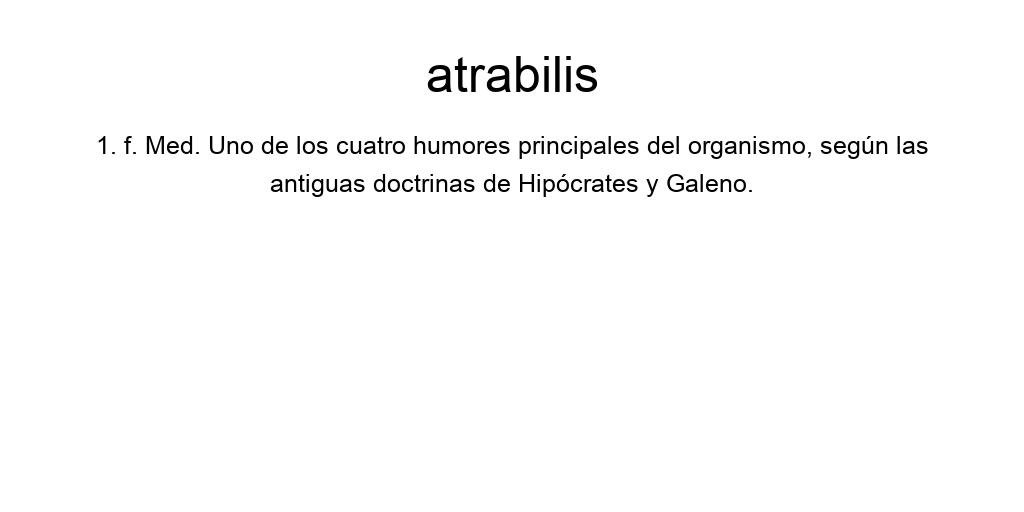 atrabilis
1. f. Med. Uno de los cuatro humores principales del organismo, según las
antiguas doctrinas de Hipócrates y Galeno.